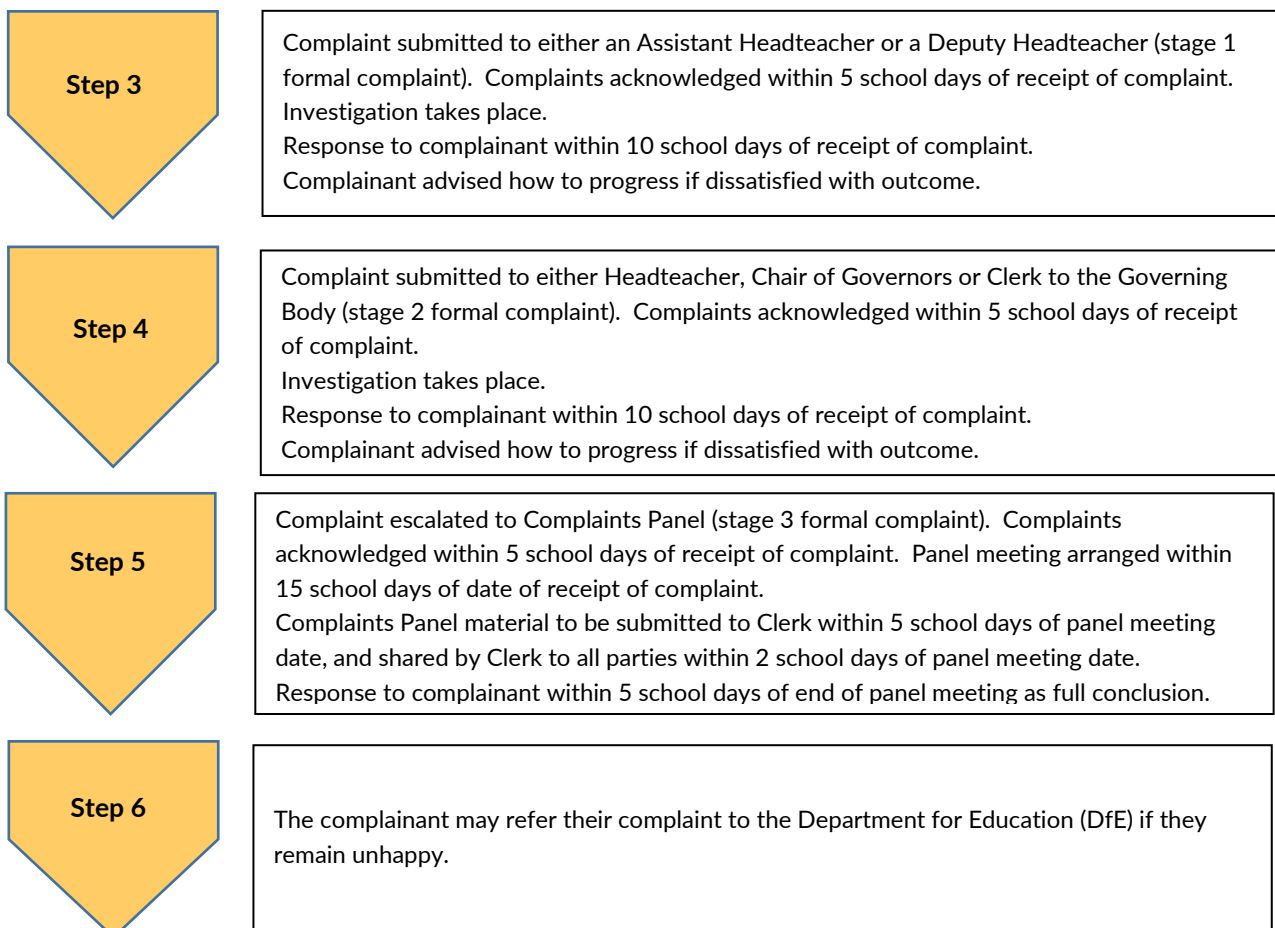 Step 3
Complaint submitted to either an Assistant Headteacher or a Deputy Headteacher (stage 1
formal complaint).  Complaints acknowledged within 5 school days of receipt of complaint.
Investigation takes place.
Response to complainant within 10 school days of receipt of complaint.
Complainant advised how to progress if dissatisfied with outcome.
Step 4
Complaint submitted to either Headteacher, Chair of Governors or Clerk to the Governing
Body (stage 2 formal complaint).  Complaints acknowledged within 5 school days of receipt
of complaint.
Investigation takes place.
Response to complainant within 10 school days of receipt of complaint.
Complainant advised how to progress if dissatisfied with outcome.
Step 5
Complaint escalated to Complaints Panel (stage 3 formal complaint).  Complaints
acknowledged within 5 school days of receipt of complaint.  Panel meeting arranged within
15 school days of date of receipt of complaint.
Complaints Panel material to be submitted to Clerk within 5 school days of panel meeting
date, and shared by Clerk to all parties within 2 school days of panel meeting date.
Response to complainant within 5 school days of end of panel meeting as full conclusion.
Step 6
The complainant may refer their complaint to the Department for Education (DfE) if they
remain unhappy.